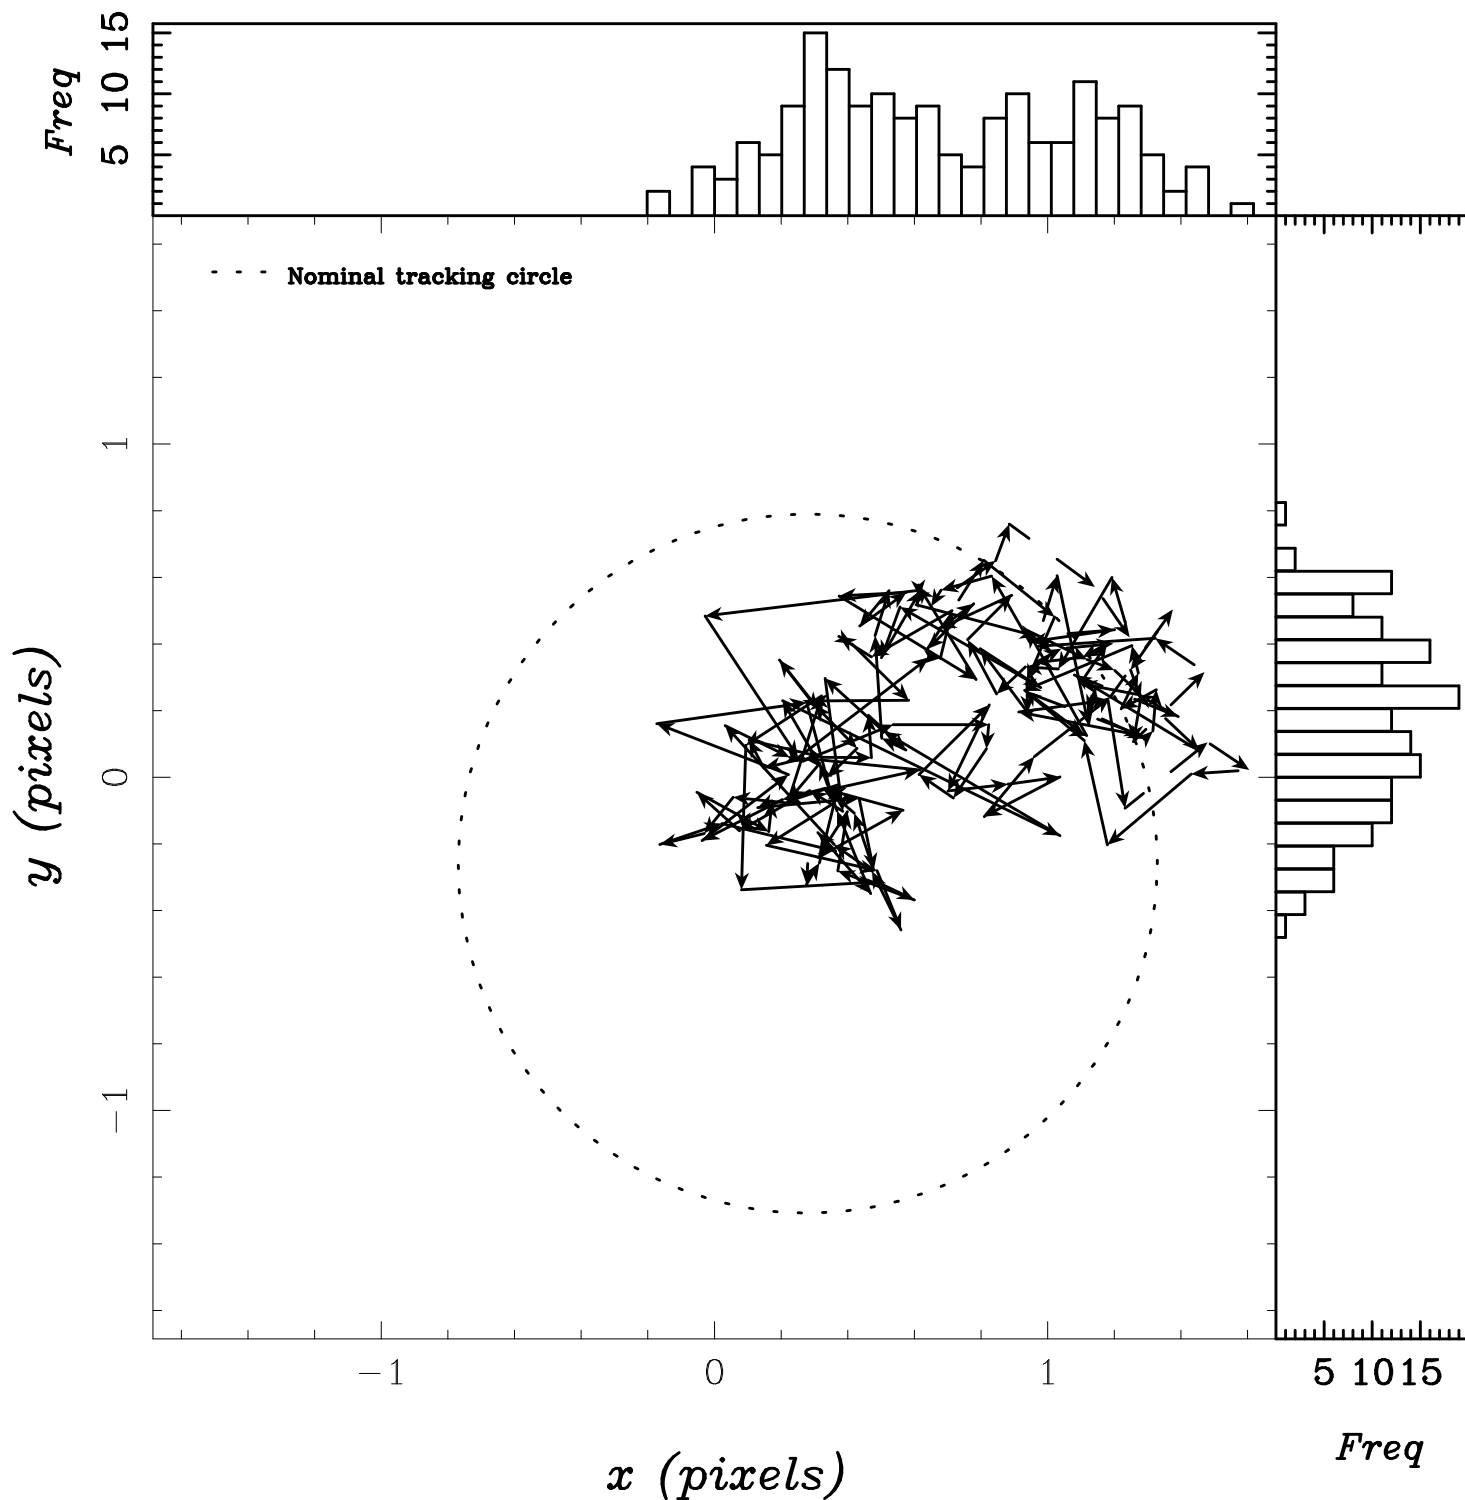 Freq
5 10 15
Nominal tracking circle
y (pixels)
1
0
−1
−1 0 1
5 10 15
x (pixels)
Freq